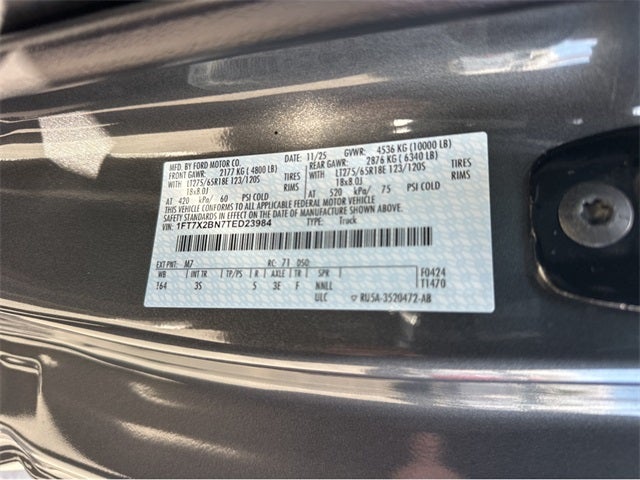 MFD. BY FORD MOTOR CO.
DATE: 11/25 GVWR: 4536 KG (10000 LB)
FRONT GAWR: 2177 KG ( 4800 LB)
REAR GAWR: 2876 KG ( 6340 LB)
WITH LT275/65R18E 123/120S TIRES
WITH LT275/65R18E 123/120S TIRES
18x8.0J RIMS
18x8.0J RIMS
AT 420 kPa/ 60 PSI COLD
AT 520 kPa/ 75 PSI COLD
THIS VEHICLE CONFORMS TO ALL APPLICABLE FEDERAL MOTOR VEHICLE
SAFETY STANDARDS IN EFFECT ON THE DATE OF MANUFACTURE SHOWN ABOVE.
VIN: 1FT7X2BN7TED23984 TYPE: Truck
EXT PNT: M7 RC: 71 DSO:
WB INT TR TP/PS R AXLE TR SPR F0424
164 3S 5 3E F NNLL T1470
ULC RU5A-3520472-AB